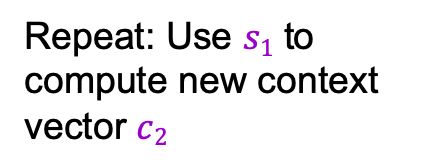 Repeat: Use s₁ to
compute new context
vector c₂